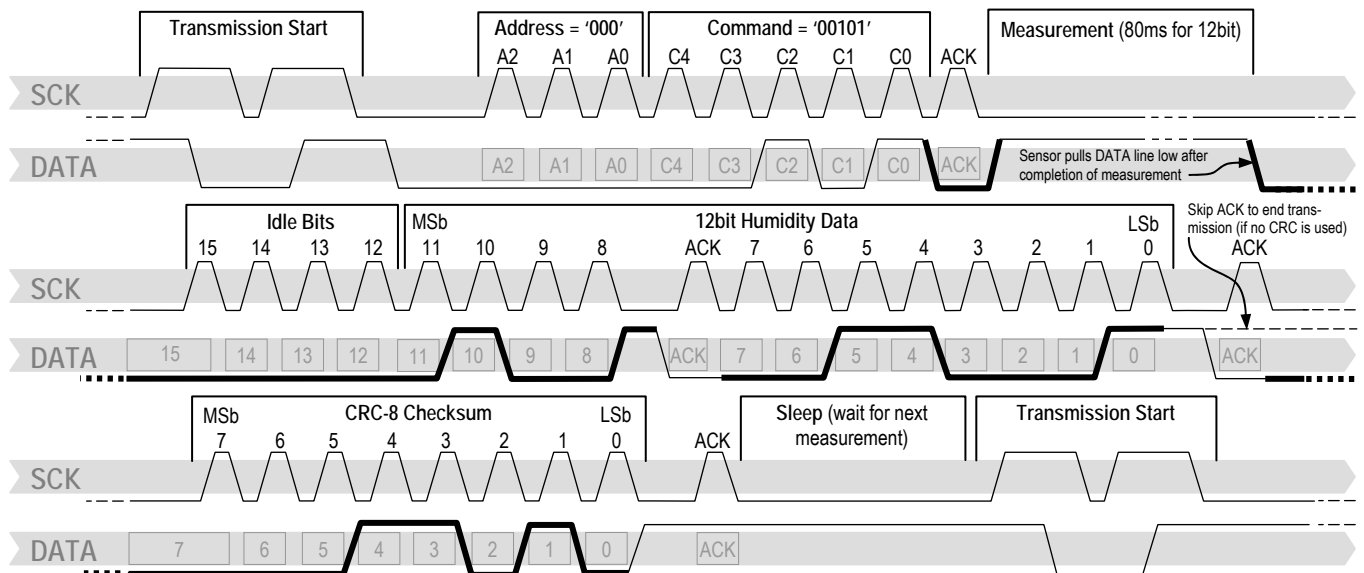 Transmission Start Address = '000' Command = '00101' Measurement (80ms for 12bit)
A2 A1 A0 C4 C3 C2 C1 C0 ACK
SCK
DATA A2 A1 A0 C4 C3 C2 C1 C0 ACK
Sensor pulls DATA line low after
completion of measurement
Skip ACK to end trans-
mission (if no CRC is used)
Idle Bits MSb 12bit Humidity Data LSb
15 14 13 12 11 10 9 8 ACK 7 6 5 4 3 2 1 0 ACK
SCK
DATA 15 14 13 12 11 10 9 8 ACK 7 6 5 4 3 2 1 0 ACK
MSb CRC-8 Checksum LSb Sleep (wait for next Transmission Start
measurement)
7 6 5 4 3 2 1 0 ACK
SCK
DATA 7 6 5 4 3 2 1 0 ACK